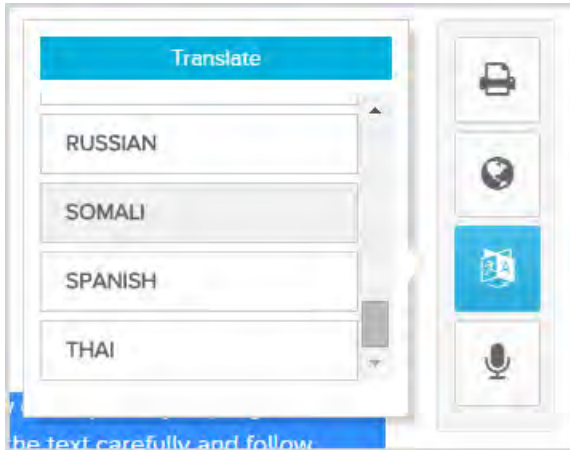 Translate
RUSSIAN
SOMALI
SPANISH
THAI
the text carefully and follow